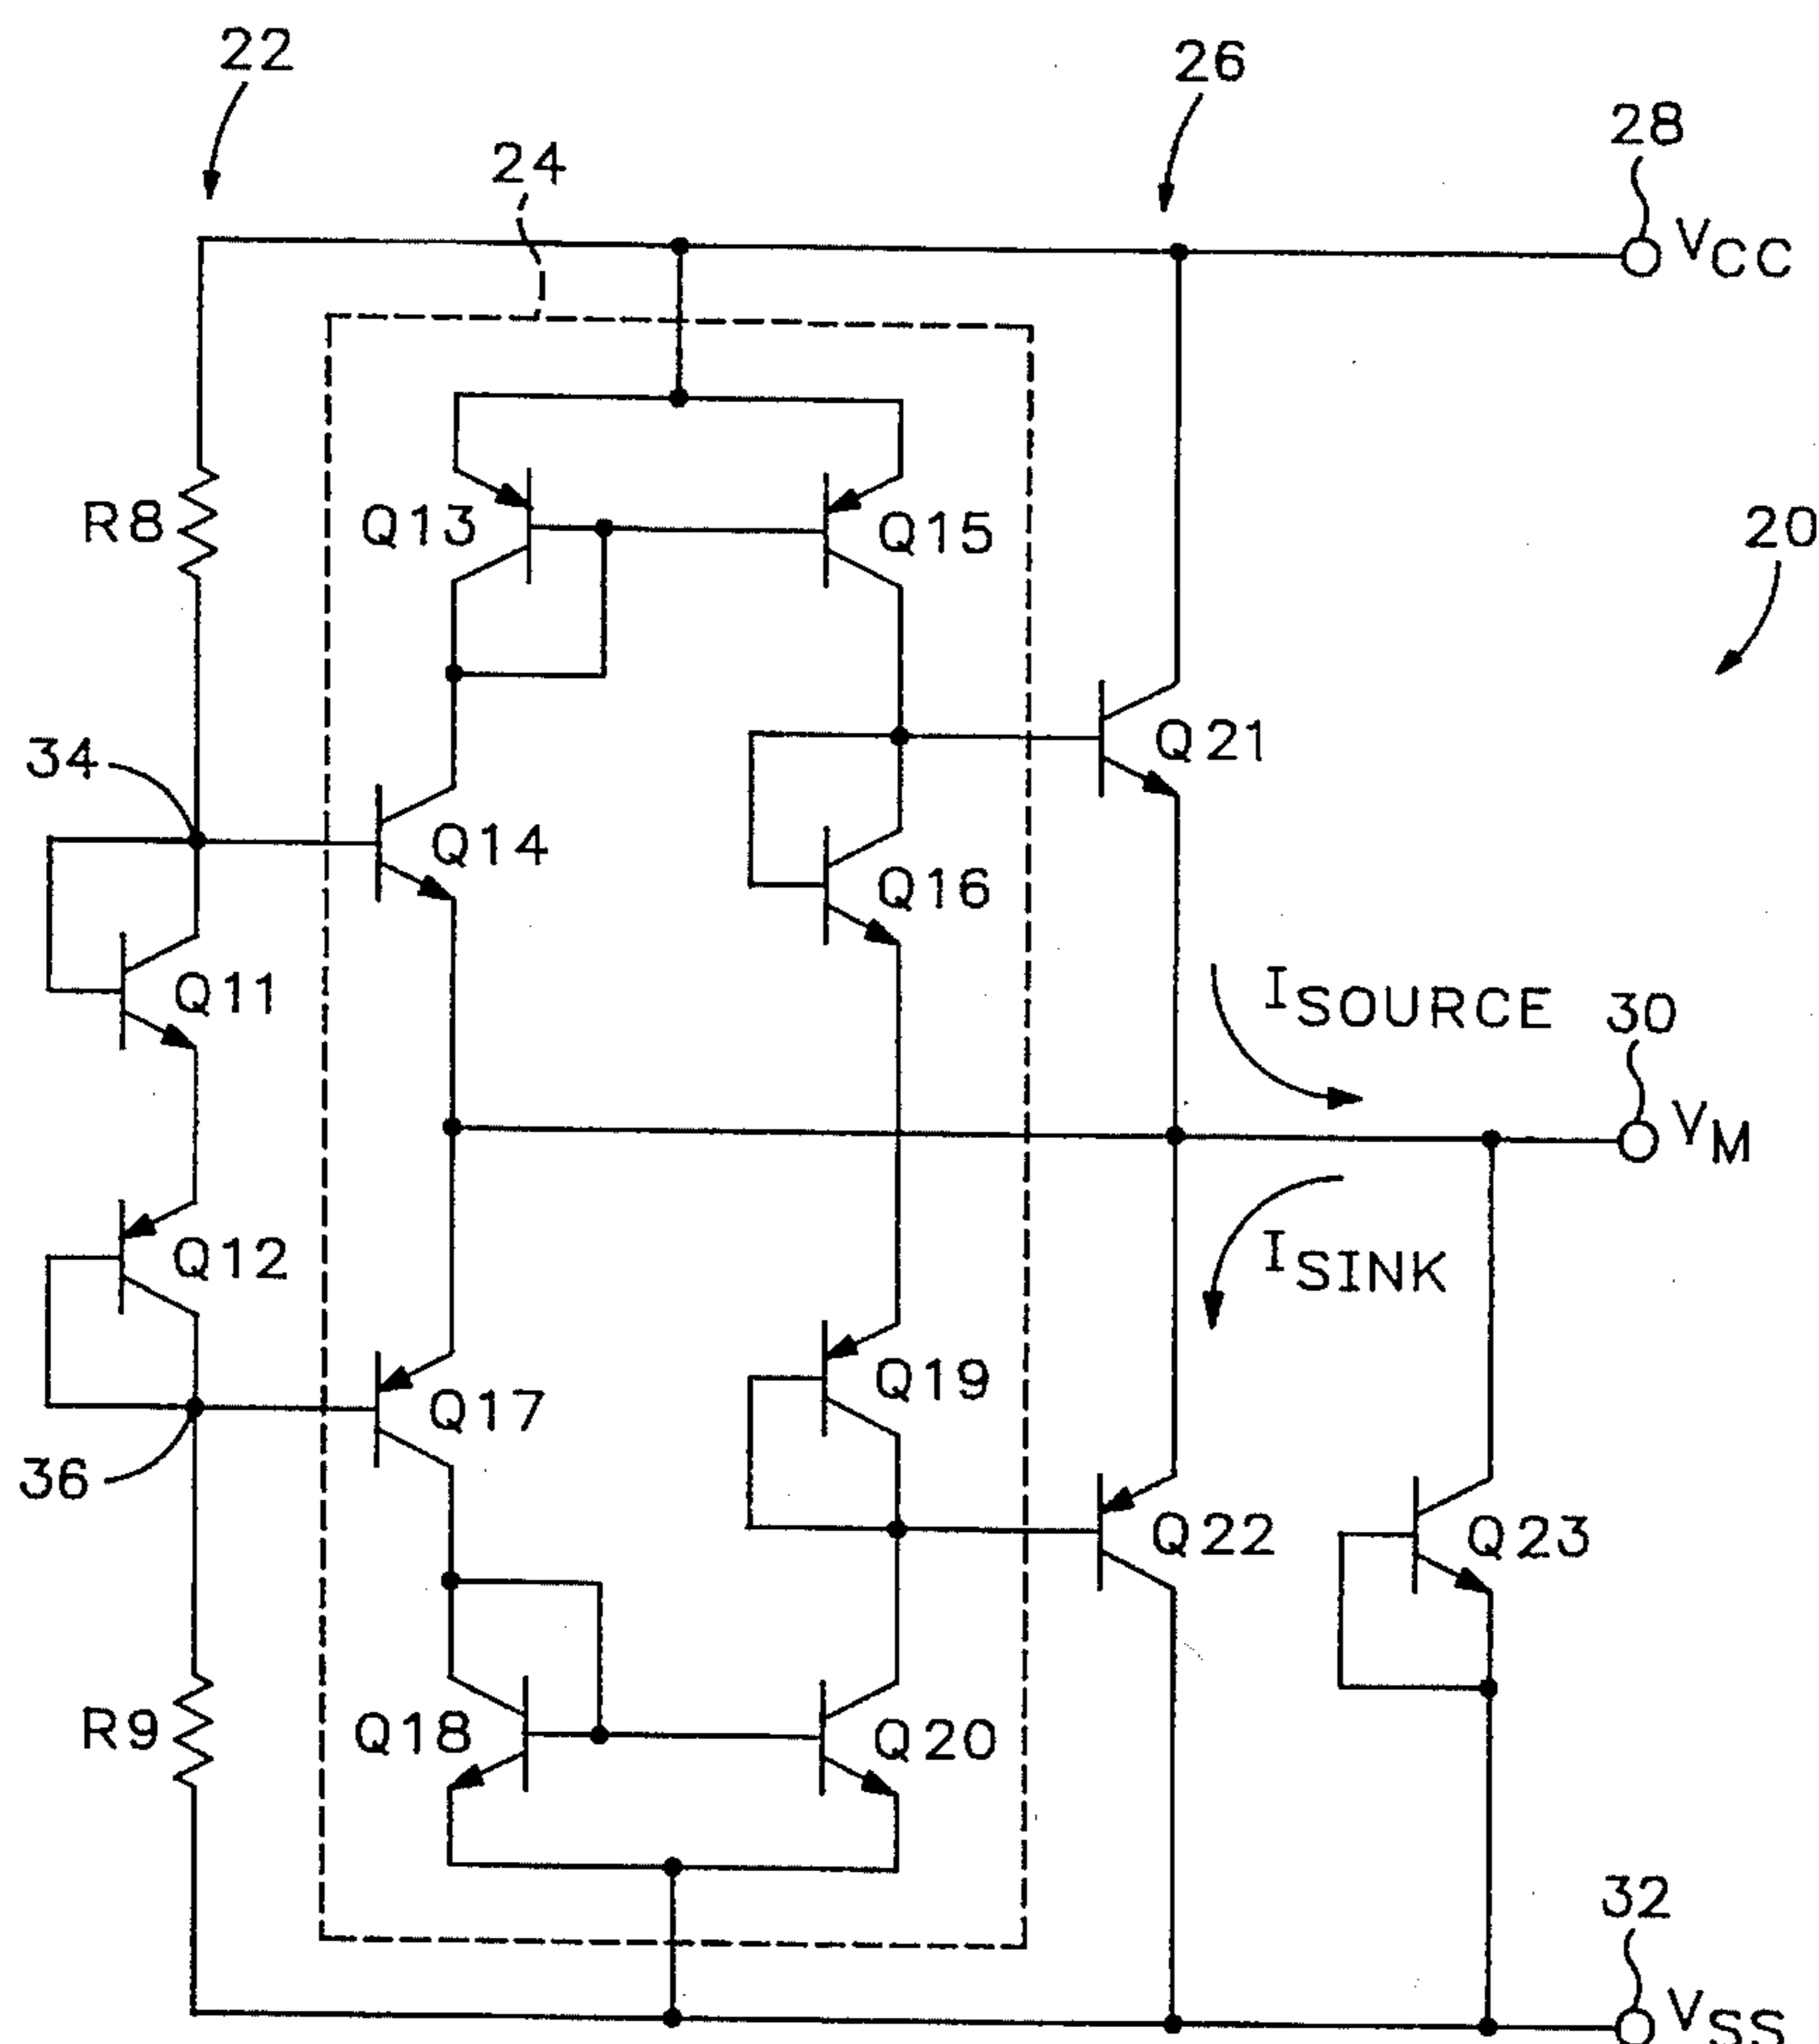 22
26
28
24
VCC
R8
Q13
Q15
20
34
Q14
Q21
Q16
Q11
ISOURCE
30
VM
Q12
ISINK
Q17
Q19
36
Q22
Q23
R9
Q18
Q20
32
VSS